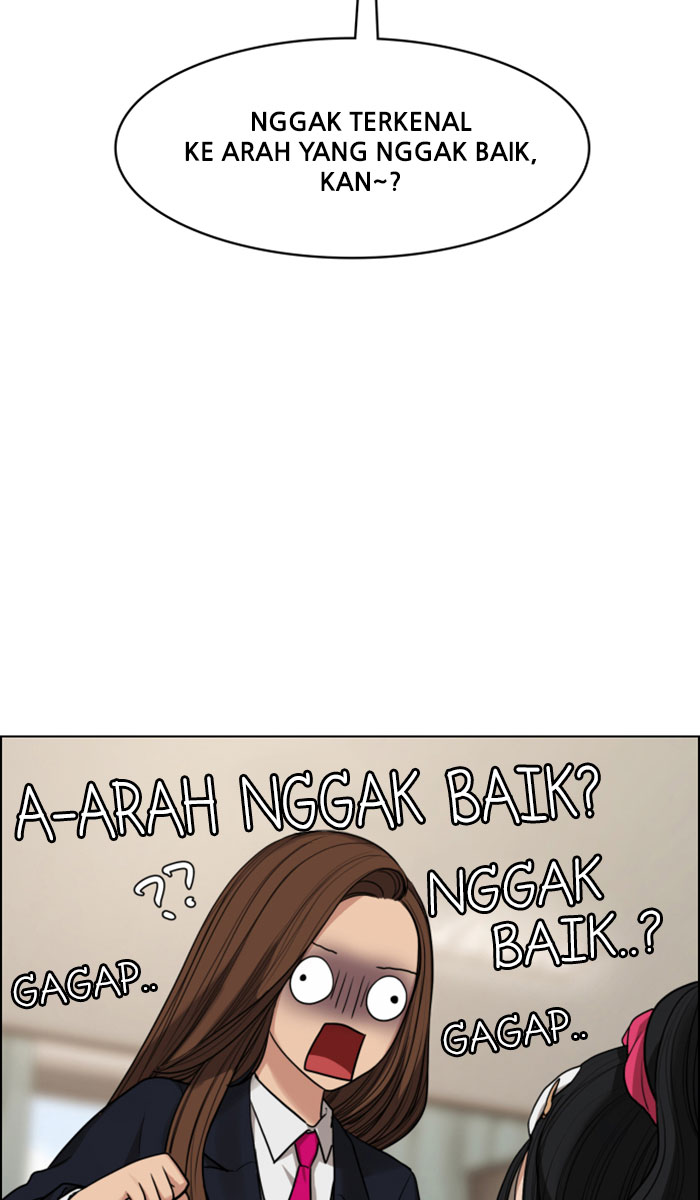 NGGAK TERKENAL
KE ARAH YANG NGGAK BAIK,
KAN~?
A-ARAH NGGAK BAIK?
??
NGGAK
BAIK..?
GAGAP..
GAGAP..